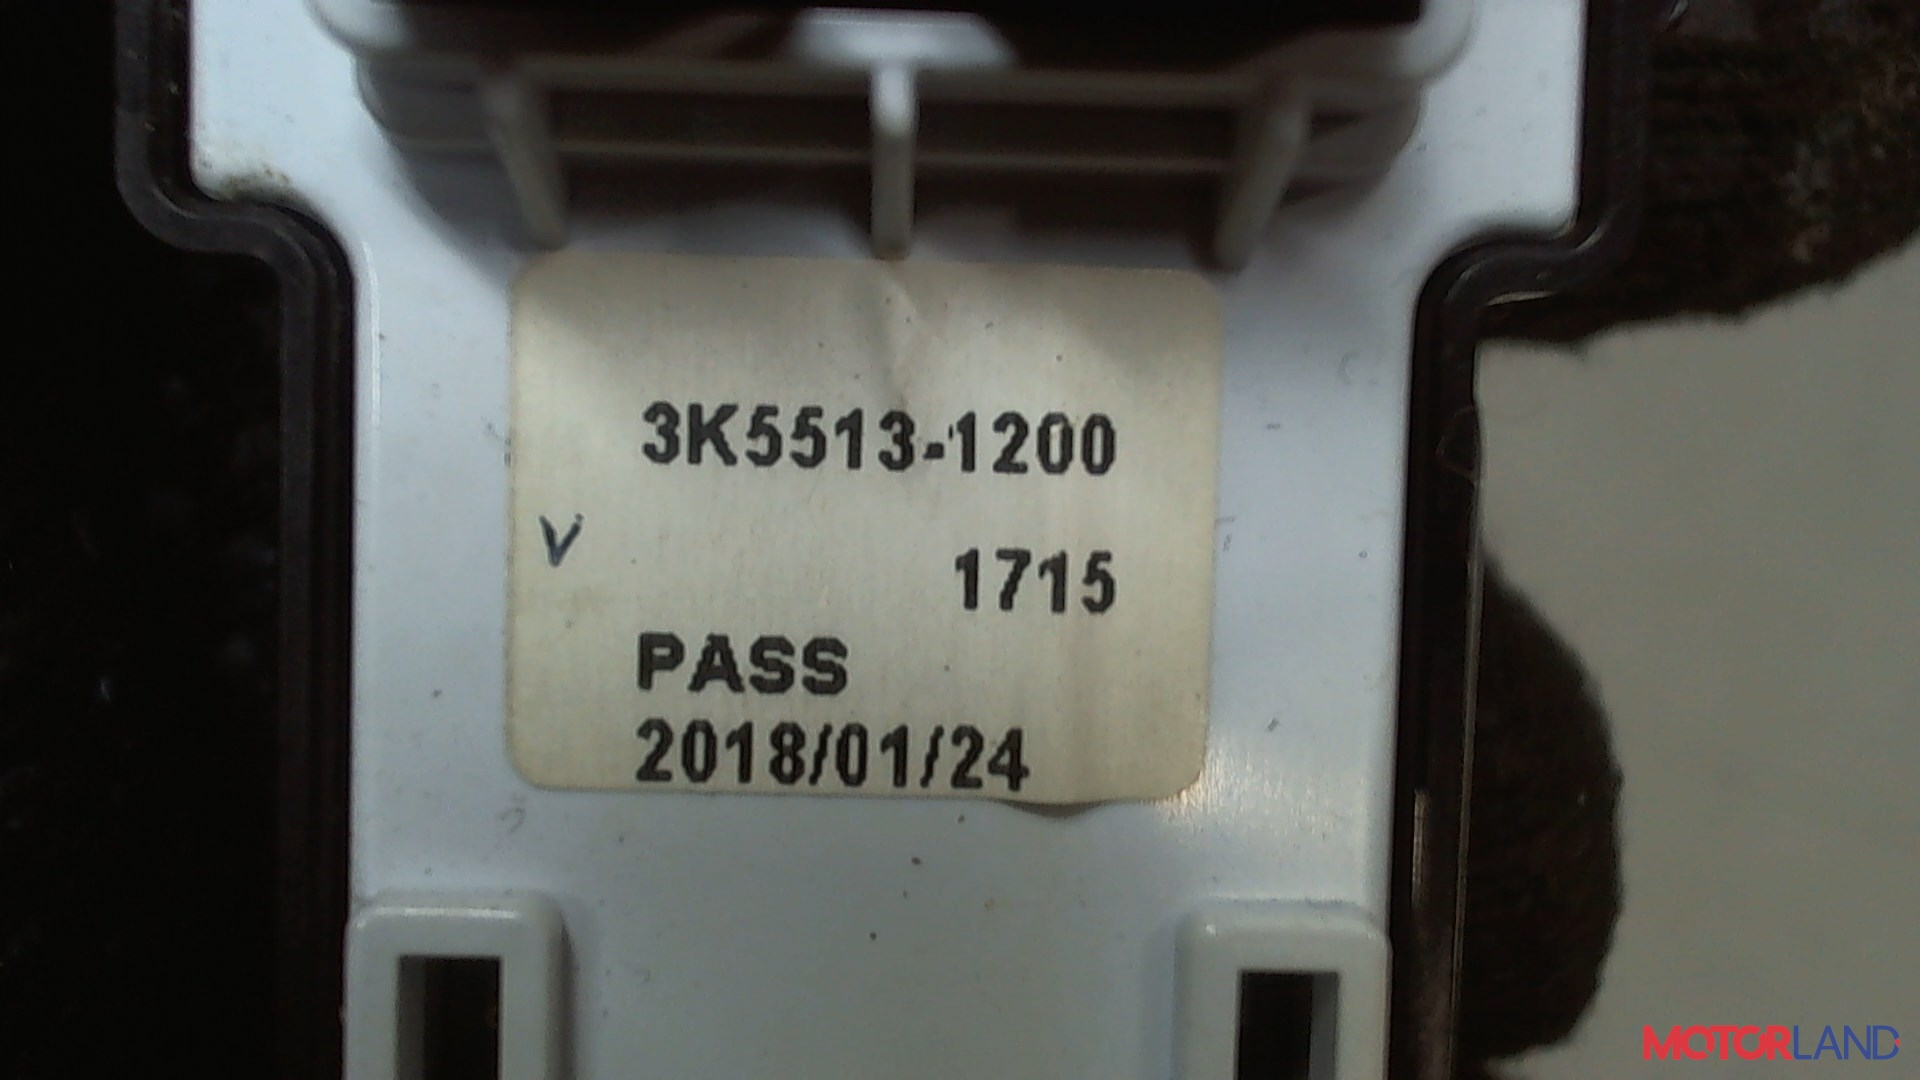 3K5513-1200
V
1715
PASS
2018/01/24
MOTORLAND